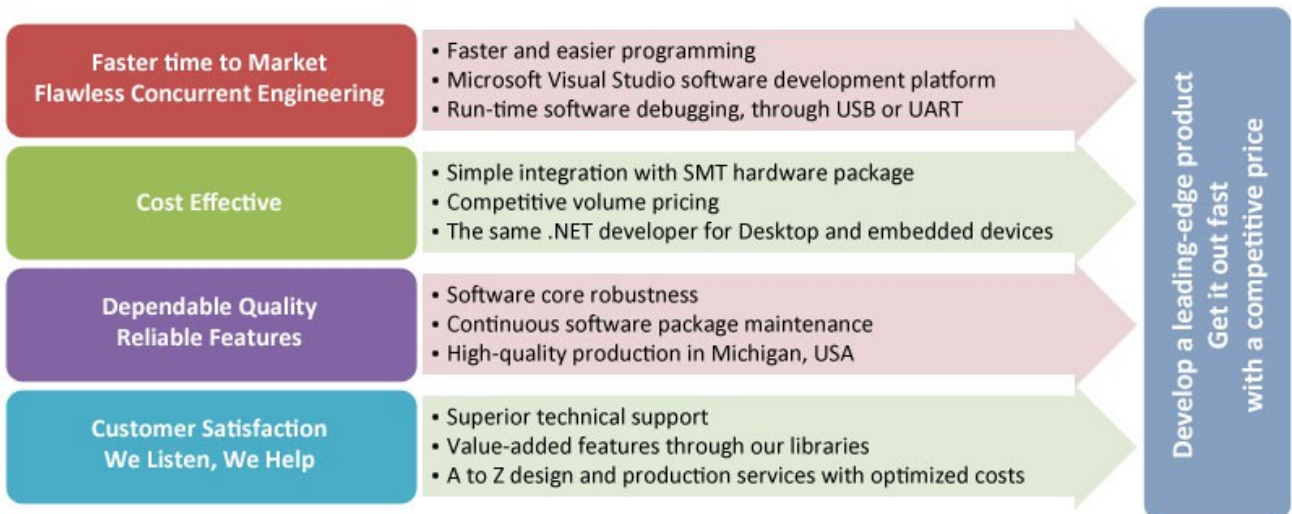 Faster time to Market
Flawless Concurrent Engineering
• Faster and easier programming
• Microsoft Visual Studio software development platform
• Run-time software debugging, through USB or UART
Cost Effective
• Simple integration with SMT hardware package
• Competitive volume pricing
• The same .NET developer for Desktop and embedded devices
Dependable Quality
Reliable Features
• Software core robustness
• Continuous software package maintenance
• High-quality production in Michigan, USA
Customer Satisfaction
We Listen, We Help
• Superior technical support
• Value-added features through our libraries
• A to Z design and production services with optimized costs
Develop a leading-edge product
Get it out fast
with a competitive price